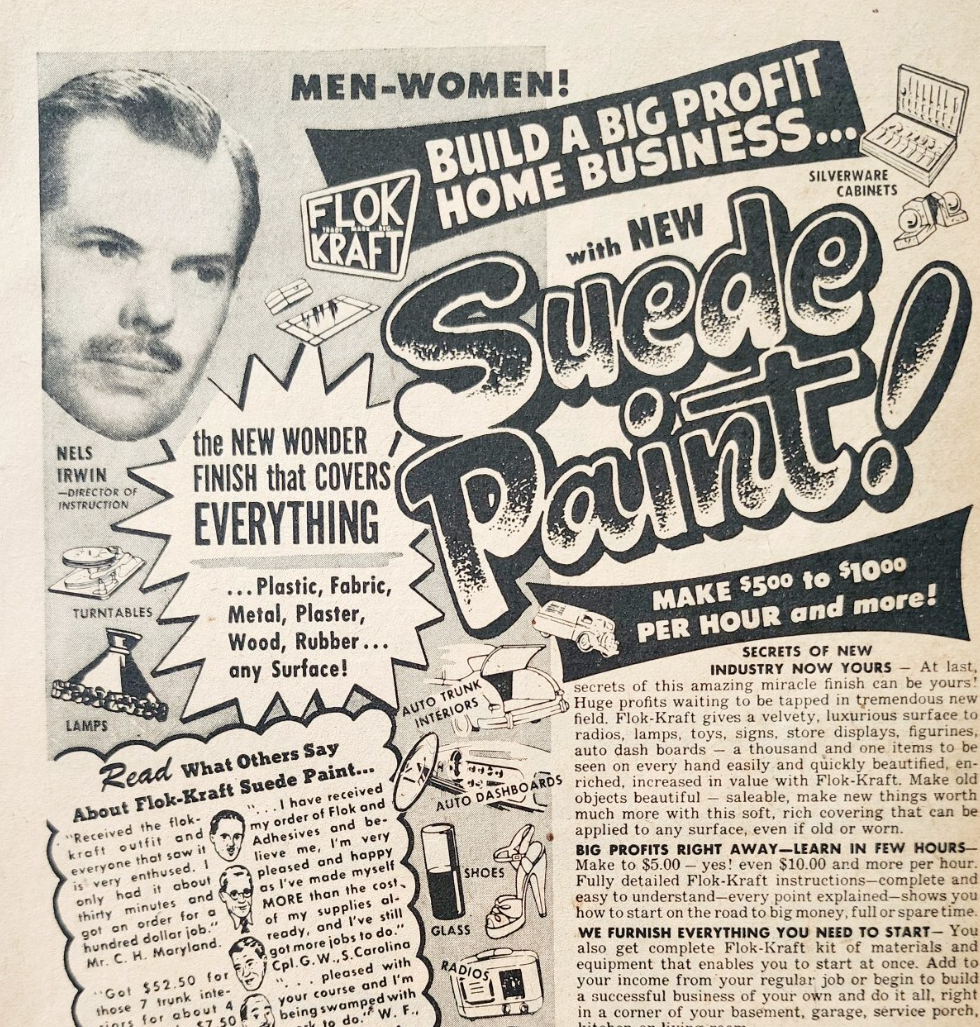 MEN-WOMEN!
BUILD A BIG PROFIT
HOME BUSINESS...
FLOK
TRADE MARK REG.
KRAFT
with NEW
Suede
Paint!
SILVERWARE
CABINETS
NELS
IRWIN
—DIRECTOR OF
INSTRUCTION
the NEW WONDER
FINISH that COVERS
EVERYTHING
...Plastic, Fabric,
Metal, Plaster,
Wood, Rubber...
any Surface!
TURNTABLES
LAMPS
MAKE $500 to $1000
PER HOUR and more!
AUTO TRUNK
INTERIORS
AUTO DASHBOARDS
SHOES
GLASS
RADIOS
Read What Others Say
About Flok-Kraft Suede Paint...
"Received the flok-
kraft outfit and
everyone that saw it
is very enthused. I
only had it about
thirty minutes and
got an order for a
hundred dollar job."
Mr. C. H. Maryland.
"Got $52.50 for
those 7 trunk inte-
riors for about 4
$7.50
"...I have received
my order of Flok and
Adhesives and be-
lieve me, I'm very
pleased and happy
as I've made myself
MORE than the cost
of my supplies al-
ready, and I've still
got more jobs to do."
Cpl. G. W., S. Carolina
"... pleased with
your course and I'm
being swamped with
to do." W. F.,
SECRETS OF NEW
INDUSTRY NOW YOURS — At last,
secrets of this amazing miracle finish can be yours!
Huge profits waiting to be tapped in tremendous new
field. Flok-Kraft gives a velvety, luxurious surface to
radios, lamps, toys, signs, store displays, figurines,
auto dash boards — a thousand and one items to be
seen on every hand easily and quickly beautified, en-
riched, increased in value with Flok-Kraft. Make old
objects beautiful — saleable, make new things worth
much more with this soft, rich covering that can be
applied to any surface, even if old or worn.
BIG PROFITS RIGHT AWAY—LEARN IN FEW HOURS—
Make to $5.00 — yes! even $10.00 and more per hour.
Fully detailed Flok-Kraft instructions—complete and
easy to understand—every point explained—shows you
how to start on the road to big money, full or spare time.
WE FURNISH EVERYTHING YOU NEED TO START— You
also get complete Flok-Kraft kit of materials and
equipment that enables you to start at once. Add to
your income from your regular job or begin to build
a successful business of your own and do it all, right
in a corner of your basement, garage, service porch
kitchen or living room.